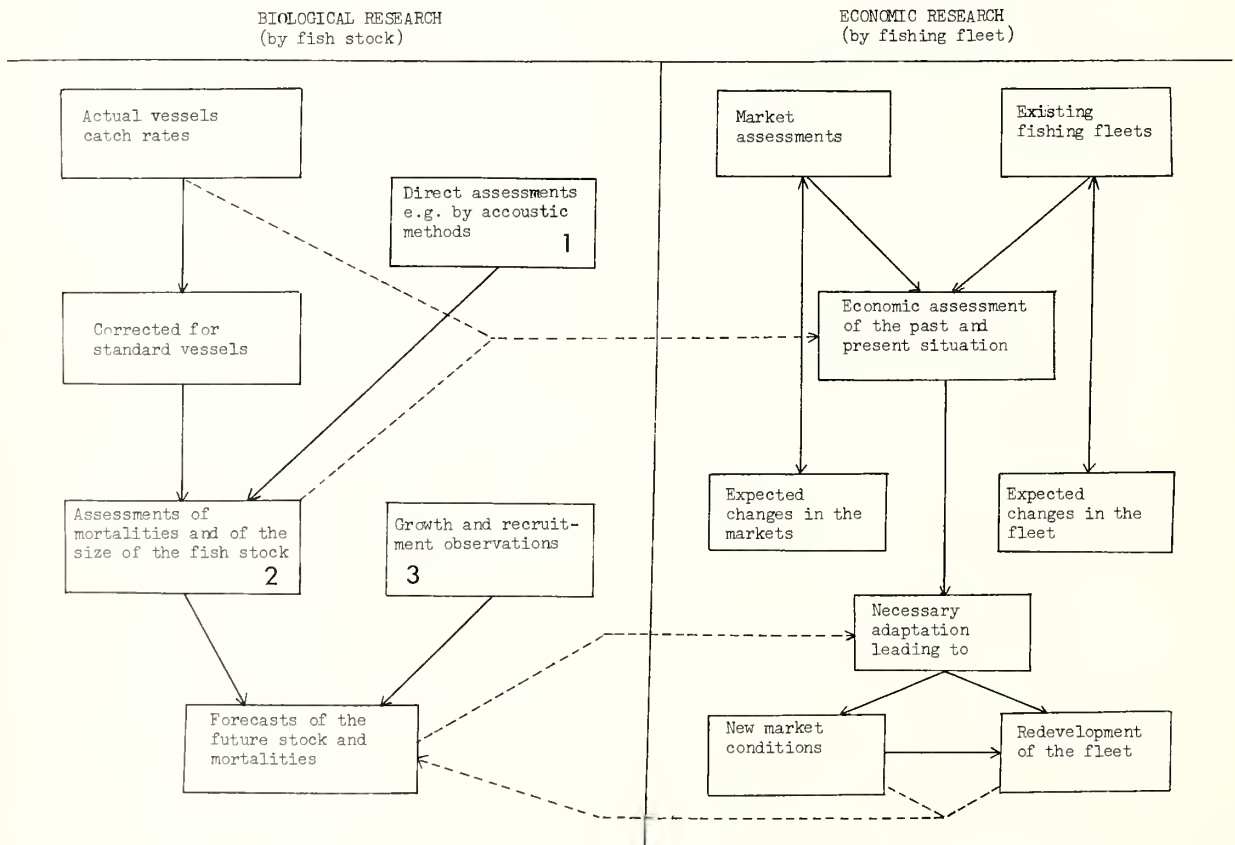 BIOLOGICAL RESEARCH
(by fish stock)
ECONOMIC RESEARCH
(by fishing fleet)
Actual vessels
catch rates
Direct assessments
e.g. by accoustic
methods
1
Corrected for
standard vessels
Assessments of
mortalities and of the
size of the fish stock
2
Growth and recruit-
ment observations
3
Forecasts of the
future stock and
mortalities
Market
assessments
Existing
fishing fleets
Economic assessment
of the past and
present situation
Expected
changes in the
markets
Expected
changes in the
fleet
Necessary
adaptation
leading to
New market
conditions
Redevelopment
of the fleet